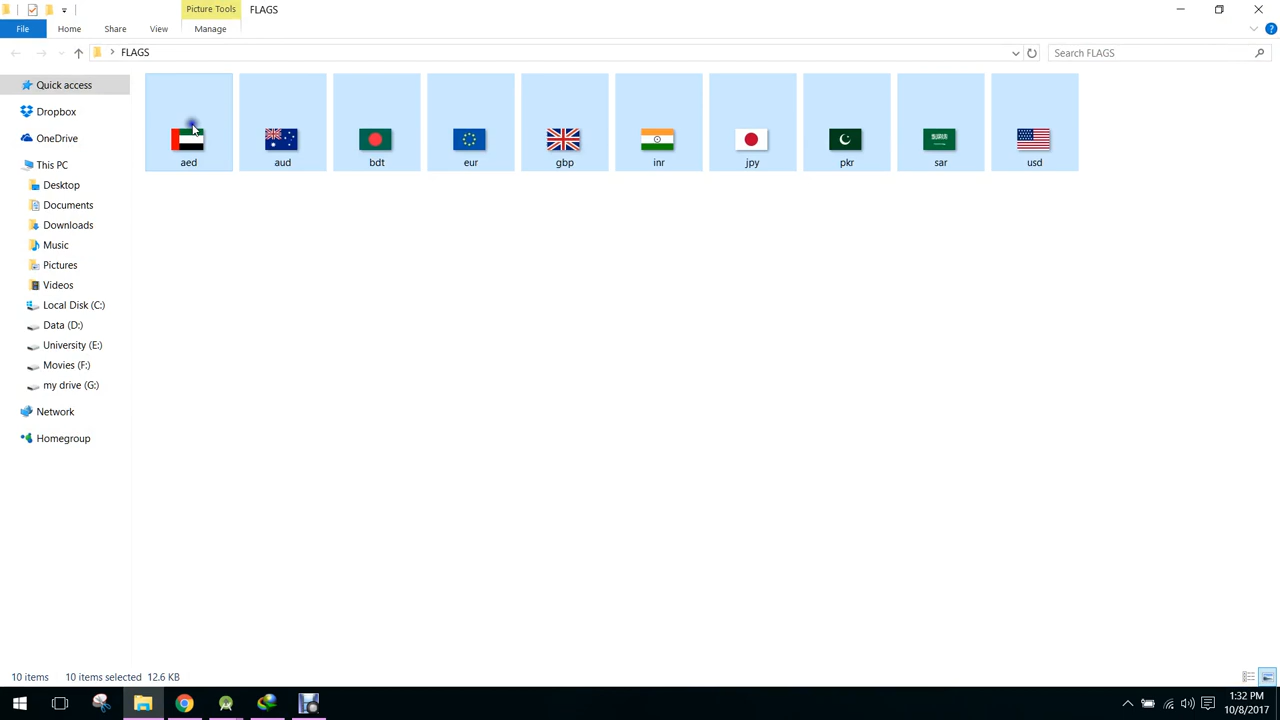 Picture Tools
FLAGS
File
Home
Share
View
Manage
FLAGS
Search FLAGS
Quick access
Dropbox
OneDrive
This PC
Desktop
Documents
Downloads
Music
Pictures
Videos
Local Disk (C:)
Data (D:)
University (E:)
Movies (F:)
my drive (G:)
Network
Homegroup
aed
aud
bdt
eur
gbp
inr
jpy
pkr
sar
usd
10 items
10 items selected 12.6 KB
1:32 PM
10/8/2017